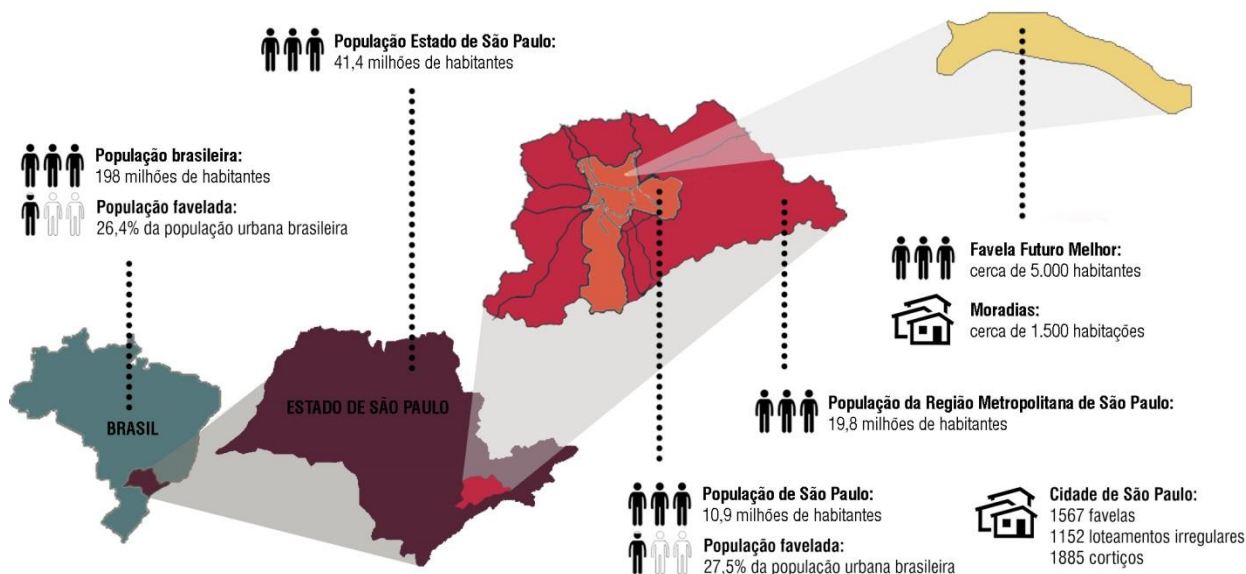 População Estado de São Paulo:
41,4 milhões de habitantes
População brasileira:
198 milhões de habitantes
População favelada:
26,4% da população urbana brasileira
Favela Futuro Melhor:
cerca de 5.000 habitantes
Moradias:
cerca de 1.500 habitações
BRASIL
ESTADO DE SÃO PAULO
População da Região Metropolitana de São Paulo:
19,8 milhões de habitantes
População de São Paulo:
10,9 milhões de habitantes
População favelada:
27,5% da população urbana brasileira
Cidade de São Paulo:
1567 favelas
1152 loteamentos irregulares
1885 cortiços